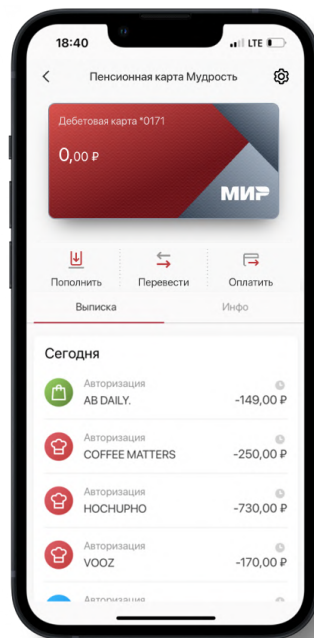 18:40
LTE
Пенсионная карта Мудрость
Дебетовая карта *0171
0,00 ₽
МИР
Пополнить
Перевести
Оплатить
Выписка
Инфо
Сегодня
Авторизация
AB DAILY.
-149,00 ₽
Авторизация
COFFEE MATTERS
-250,00 ₽
Авторизация
HOCHUPHO
-730,00 ₽
Авторизация
VOOZ
-170,00 ₽
Авторизация